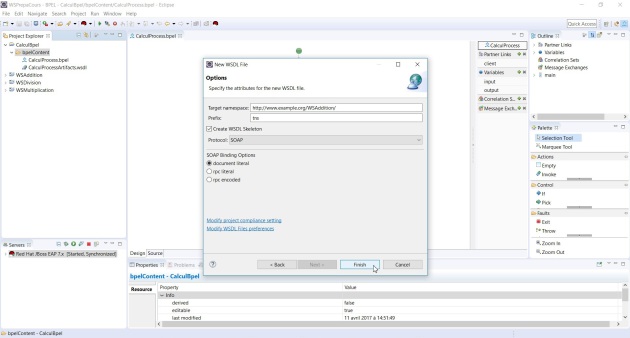 WSPrepaCours - BPEL - CalculBpel/bpelContent/CalculProcess.bpel - Eclipse
File Edit Navigate Search Project Run Window Help
Quick Access
Project Explorer
CalculBpel
bpelContent
CalculProcess.bpel
CalculProcessArtifacts.wsdl
WSAddition
WSDivision
WSMultiplication
CalculProcess.bpel
CalculProcess
Partner Links
client
Variables
input
output
Correlation S...
Message Exch...
New WSDL File
Options
Specify the attributes for the new WSDL file.
Target namespace: http://www.example.org/WSAddition/
Prefix: tns
Create WSDL Skeleton
Protocol: SOAP
SOAP Binding Options
document literal
rpc literal
rpc encoded
Modify project compliance setting
Modify WSDL Files preferences
< Back
Next >
Finish
Cancel
Outline
Partner Links
Variables
Correlation Sets
Message Exchanges
main
Palette
Selection Tool
Marquee Tool
Actions
Empty
Invoke
Control
If
Pick
Faults
Exit
Throw
Zoom In
Zoom Out
Servers
Red Hat JBoss EAP 7.x [Started, Synchronized]
Design Source
Properties Problems
bpelContent - CalculBpel
Resource
Property Value
Info
derived false
editable true
last modified 11 avril 2017 à 14:51:49
bpelContent - CalculBpel